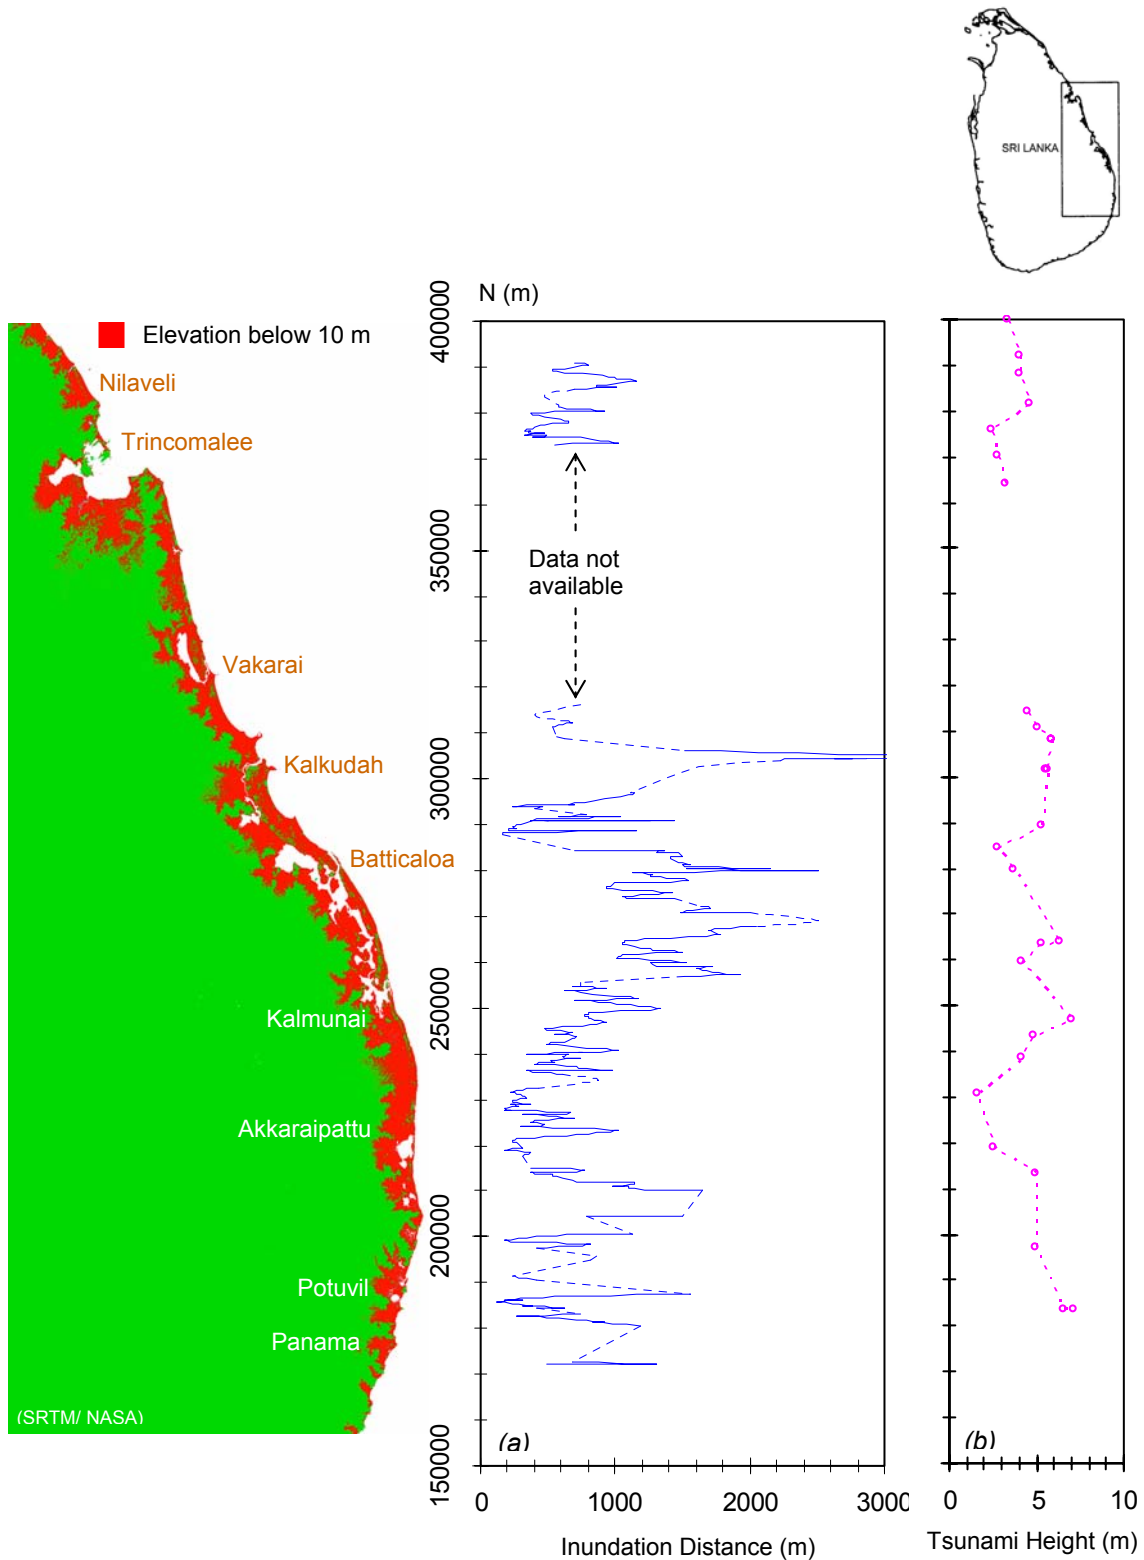 SRI LANKA
N (m)
Elevation below 10 m
Nilaveli
Trincomalee
Vakarai
Kalkudah
Batticaloa
Kalmunai
Akkaraipattu
Potuvil
Panama
(SRTM/ NASA)
400000
350000
300000
250000
200000
150000
Data not
available
(a)
0 1000 2000 3000
Inundation Distance (m)
(b)
0 5 10
Tsunami Height (m)